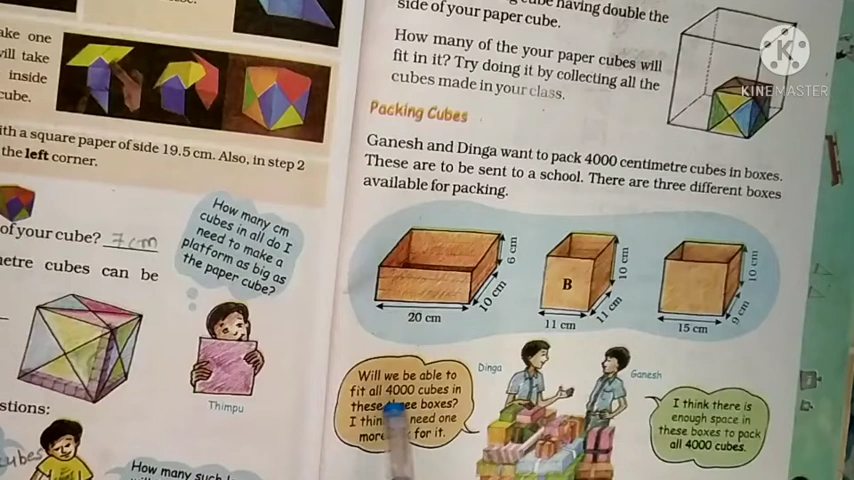 ake one
vill take
inside
cube.
ith a square paper of side 19.5 cm. Also, in step 2
the left corner.
of your cube? 7cm
metre cubes can be
How many cm
cubes in all do I
need to make a
platform as big as
the paper cube?
Thimpu
stions:
cubes
How many such
cube having double the
side of your paper cube.
How many of the your paper cubes will
fit in it? Try doing it by collecting all the
cubes made in your class.
KINEMASTER
Packing Cubes
Ganesh and Dinga want to pack 4000 centimetre cubes in boxes.
These are to be sent to a school. There are three different boxes
available for packing.
6 cm
10 cm
20 cm
B
10 cm
11 cm
11 cm
10 cm
9 cm
15 cm
Will we be able to
fit all 4000 cubes in
these three boxes?
I think need one
more for it.
Dinga
Ganesh
I think there is
enough space in
these boxes to pack
all 4000 cubes.